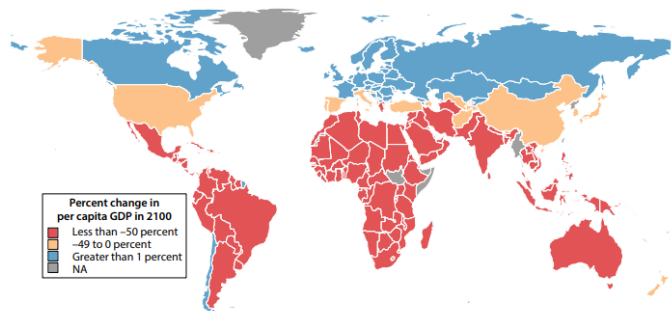 Percent change in
per capita GDP in 2100
Less than –50 percent
–49 to 0 percent
Greater than 1 percent
NA